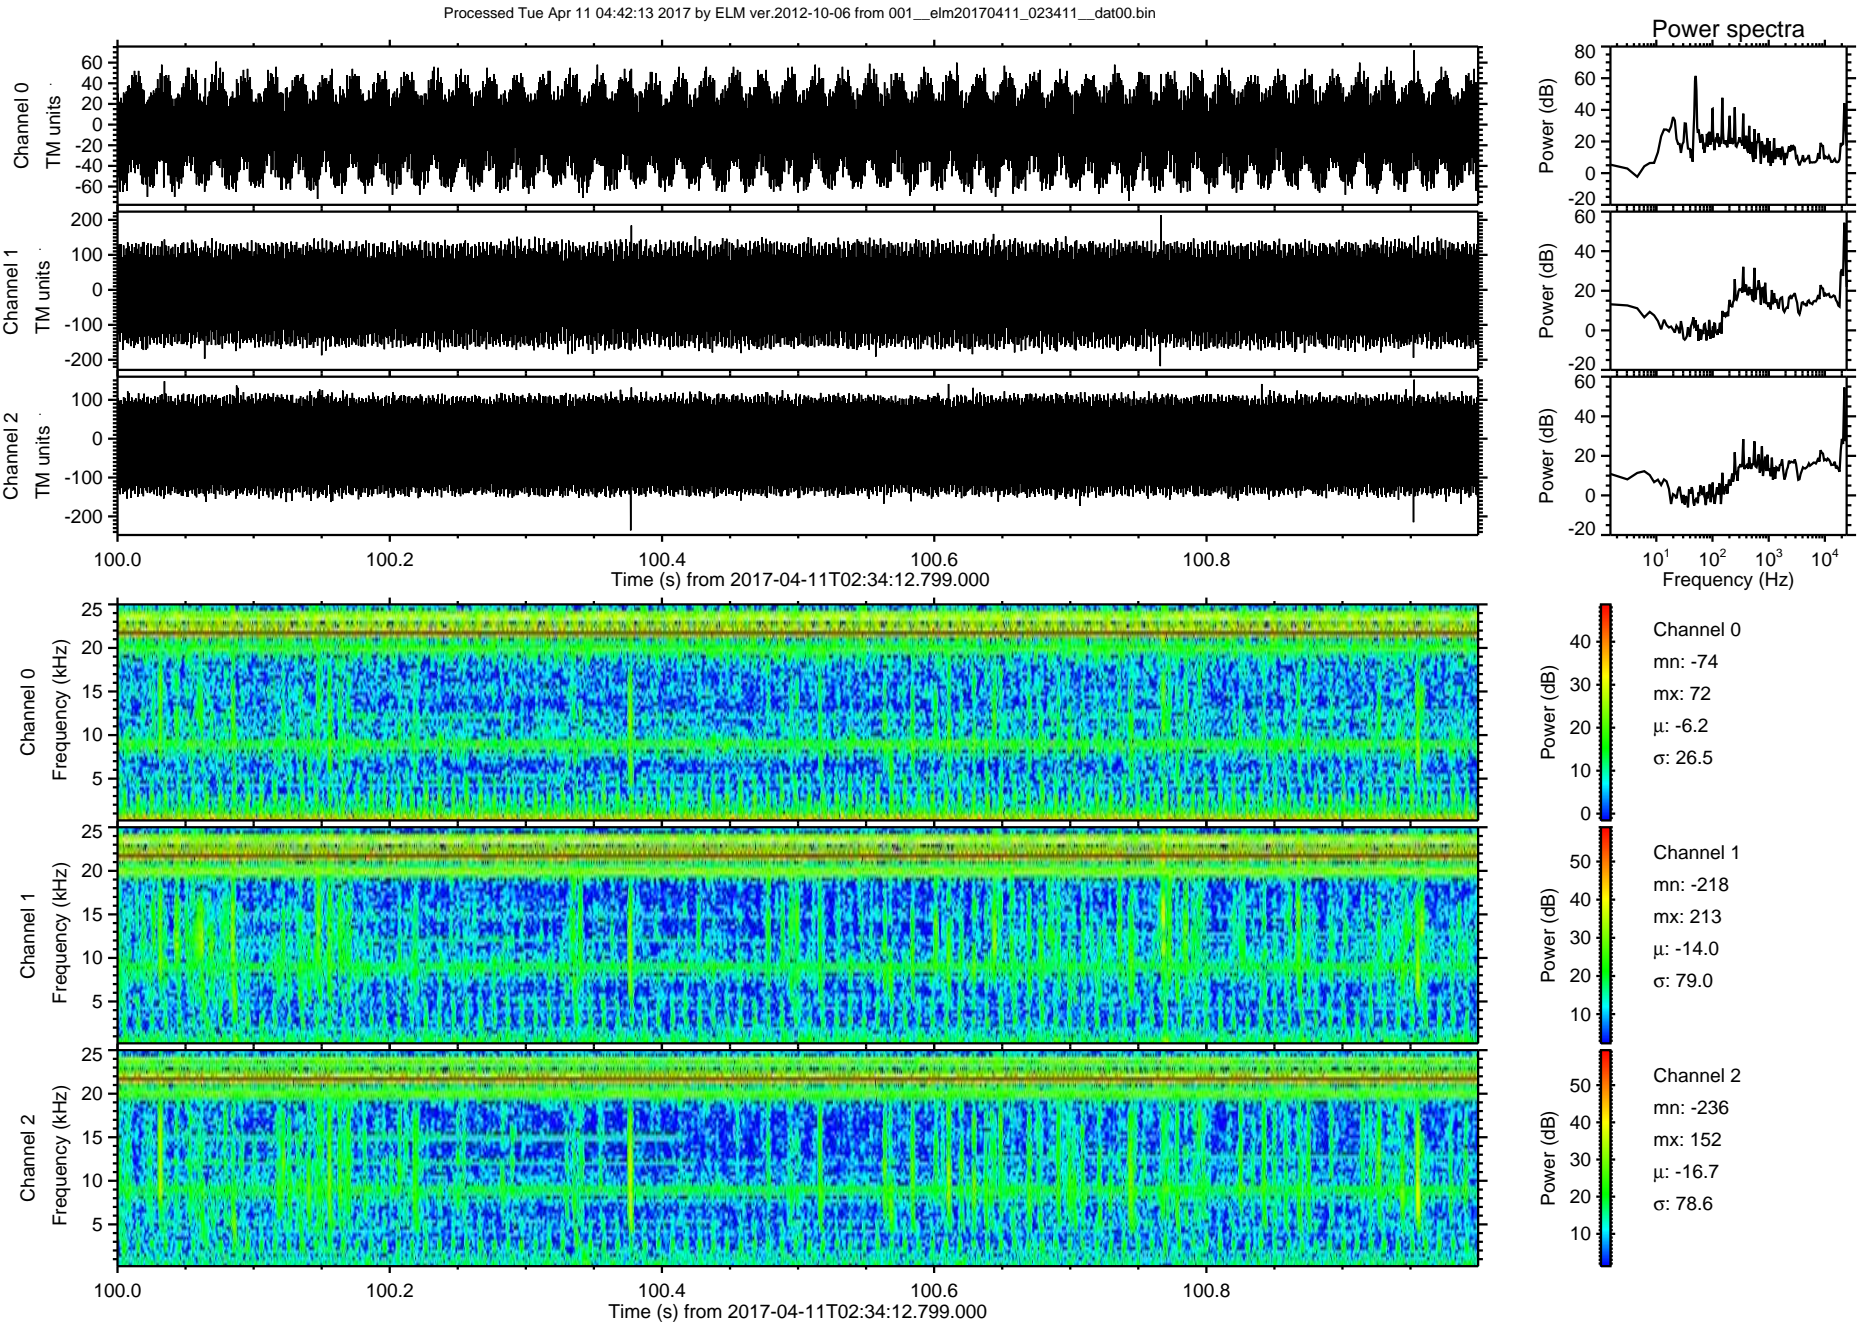 Processed Tue Apr 11 04:42:13 2017 by ELM ver.2012-10-06 from 001__elm20170411_023411__dat00.bin
Power spectra
Channel 0
TM units
60
40
20
0
-20
-40
-60
Power (dB)
80
60
40
20
0
-20
Channel 1
TM units
200
100
0
-100
-200
Power (dB)
60
40
20
0
-20
Channel 2
TM units
100
0
-100
-200
Power (dB)
60
40
20
0
-20
100.0 100.2 100.4 100.6 100.8
Time (s) from 2017-04-11T02:34:12.799.000
10^1 10^2 10^3 10^4
Frequency (Hz)
Channel 0
Frequency (kHz)
25
20
15
10
5
Power (dB)
40
30
20
10
0
Channel 0
mn: -74
mx: 72
μ: -6.2
σ: 26.5
Channel 1
Frequency (kHz)
25
20
15
10
5
Power (dB)
50
40
30
20
10
Channel 1
mn: -218
mx: 213
μ: -14.0
σ: 79.0
Channel 2
Frequency (kHz)
25
20
15
10
5
Power (dB)
50
40
30
20
10
Channel 2
mn: -236
mx: 152
μ: -16.7
σ: 78.6
100.0 100.2 100.4 100.6 100.8
Time (s) from 2017-04-11T02:34:12.799.000